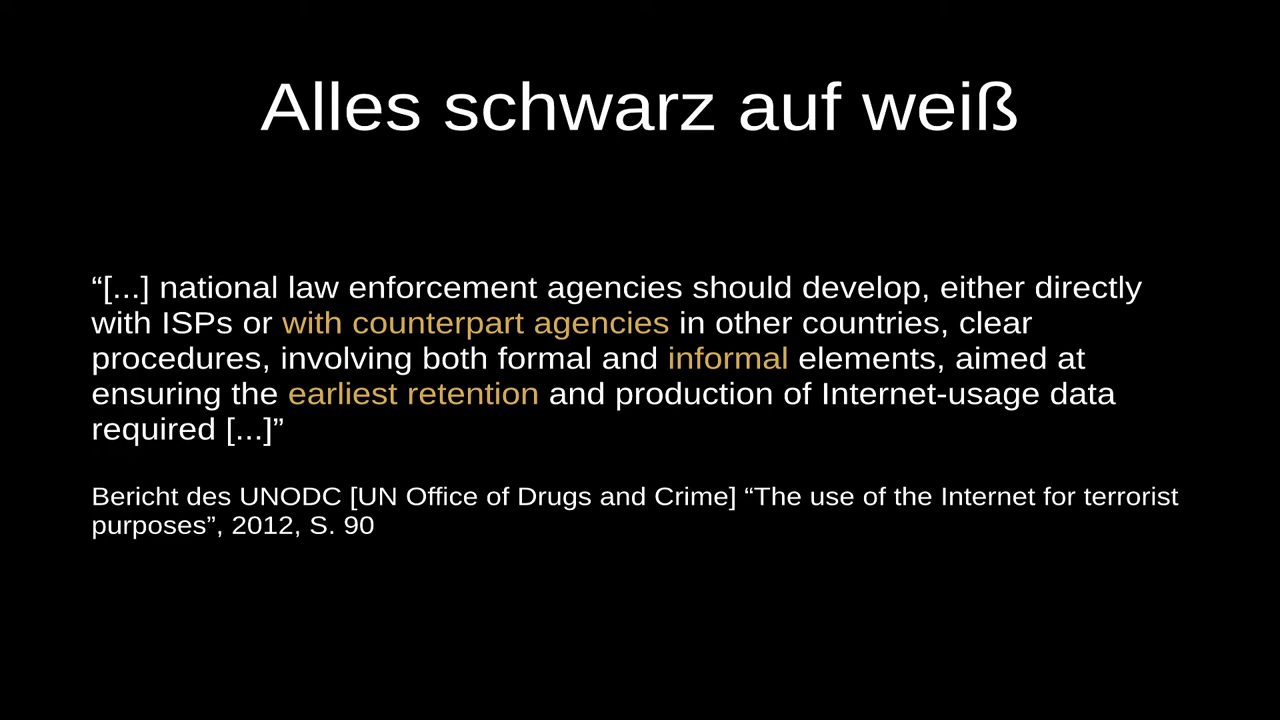 Alles schwarz auf weiß
“[...] national law enforcement agencies should develop, either directly
with ISPs or with counterpart agencies in other countries, clear
procedures, involving both formal and informal elements, aimed at
ensuring the earliest retention and production of Internet-usage data
required [...]”
Bericht des UNODC [UN Office of Drugs and Crime] “The use of the Internet for terrorist
purposes”, 2012, S. 90